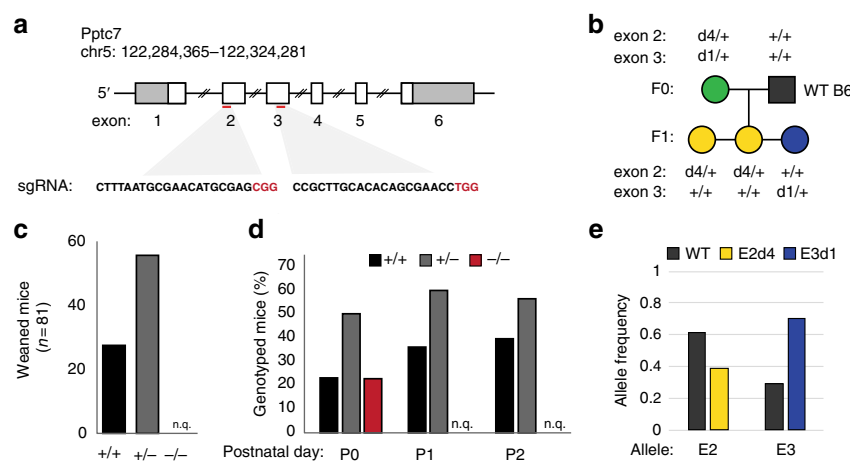 a
Pptc7
chr5: 122,284,365–122,324,281
5′
exon: 1 2 3 4 5 6
sgRNA: CTTTAATGCGAACATGCGAGCGG CCGCTTGCACACAGCGAACCTGG
b
exon 2: d4/+ +/+
exon 3: d1/+ +/+
F0: WT B6
F1:
exon 2: d4/+ d4/+ +/+
exon 3: +/+ +/+ d1/+
c
Weaned mice
(n=81)
60
40
20
0
n.q.
+/+ +/– –/–
d
Genotyped mice (%)
70
60
50
40
30
20
10
0
+/+ +/– –/–
n.q. n.q.
Postnatal day: P0 P1 P2
e
WT E2d4 E3d1
Allele frequency
1
0.8
0.6
0.4
0.2
0
Allele: E2 E3